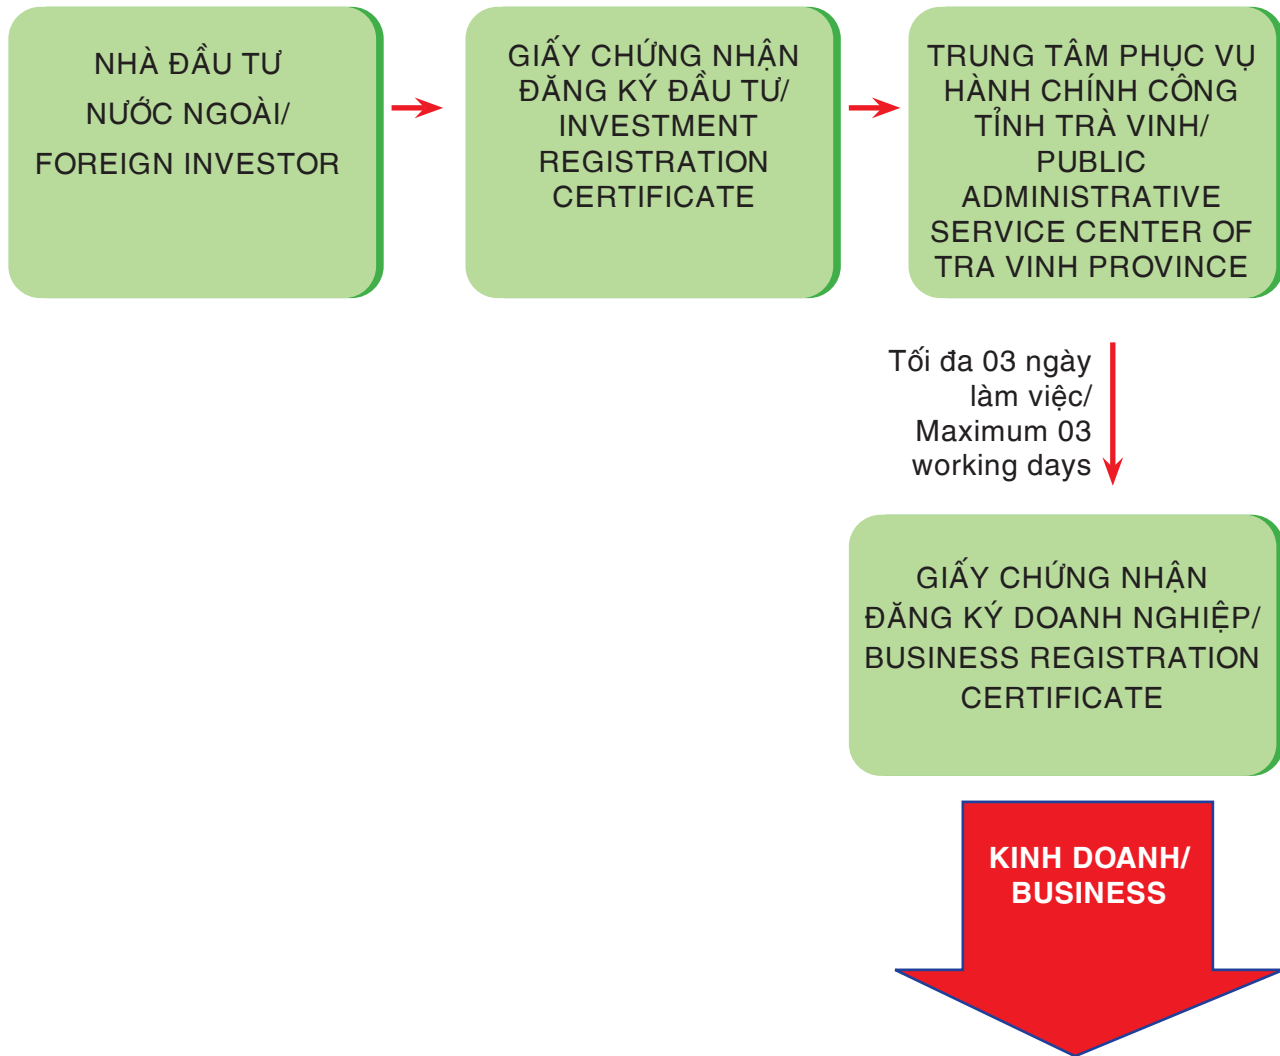 NHÀ ĐẦU TƯ
NƯỚC NGOÀI/
FOREIGN INVESTOR
GIẤY CHỨNG NHẬN
ĐĂNG KÝ ĐẦU TƯ/
INVESTMENT
REGISTRATION
CERTIFICATE
TRUNG TÂM PHỤC VỤ
HÀNH CHÍNH CÔNG
TỈNH TRÀ VINH/
PUBLIC
ADMINISTRATIVE
SERVICE CENTER OF
TRA VINH PROVINCE
Tối đa 03 ngày
làm việc/
Maximum 03
working days
GIẤY CHỨNG NHẬN
ĐĂNG KÝ DOANH NGHIỆP/
BUSINESS REGISTRATION
CERTIFICATE
KINH DOANH/
BUSINESS